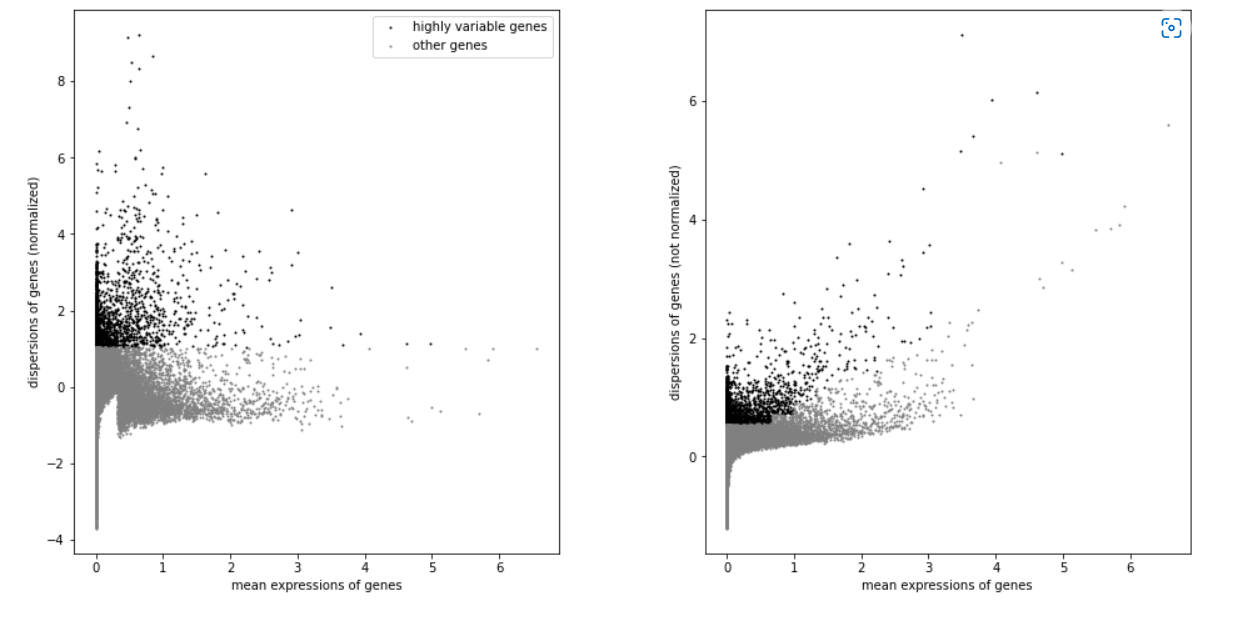 highly variable genes
other genes
dispersions of genes (normalized)
8
6
4
2
0
−2
−4
0 1 2 3 4 5 6
mean expressions of genes
dispersions of genes (not normalized)
6
4
2
0
0 1 2 3 4 5 6
mean expressions of genes